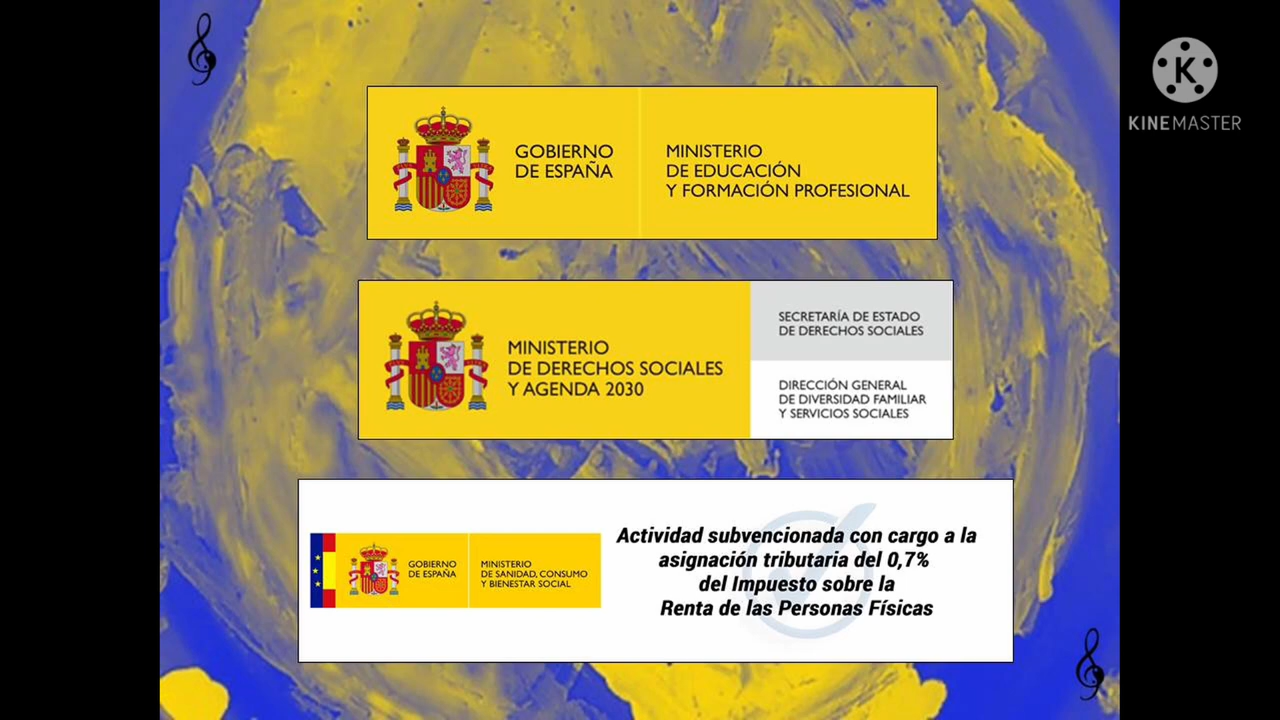 K
KINEMASTER
GOBIERNO
DE ESPAÑA
MINISTERIO
DE EDUCACIÓN
Y FORMACIÓN PROFESIONAL
MINISTERIO
DE DERECHOS SOCIALES
Y AGENDA 2030
SECRETARÍA DE ESTADO
DE DERECHOS SOCIALES
DIRECCIÓN GENERAL
DE DIVERSIDAD FAMILIAR
Y SERVICIOS SOCIALES
GOBIERNO
DE ESPAÑA
MINISTERIO
DE SANIDAD, CONSUMO
Y BIENESTAR SOCIAL
Actividad subvencionada con cargo a la
asignación tributaria del 0,7%
del Impuesto sobre la
Renta de las Personas Físicas